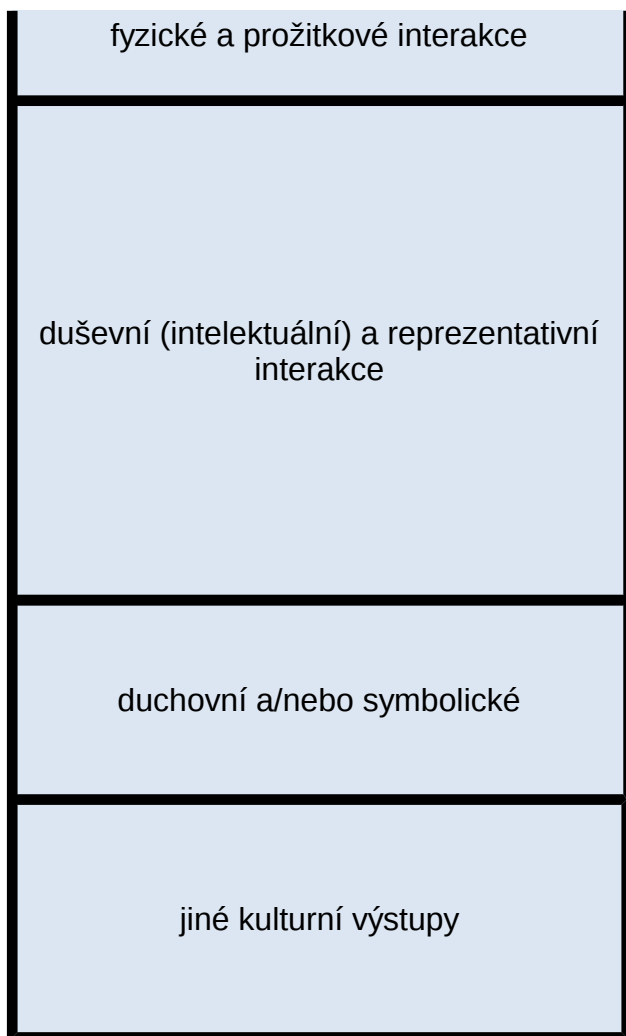 fyzické a prožitkové interakce
duševní (intelektuální) a reprezentativní
interakce
duchovní a/nebo symbolické
jiné kulturní výstupy